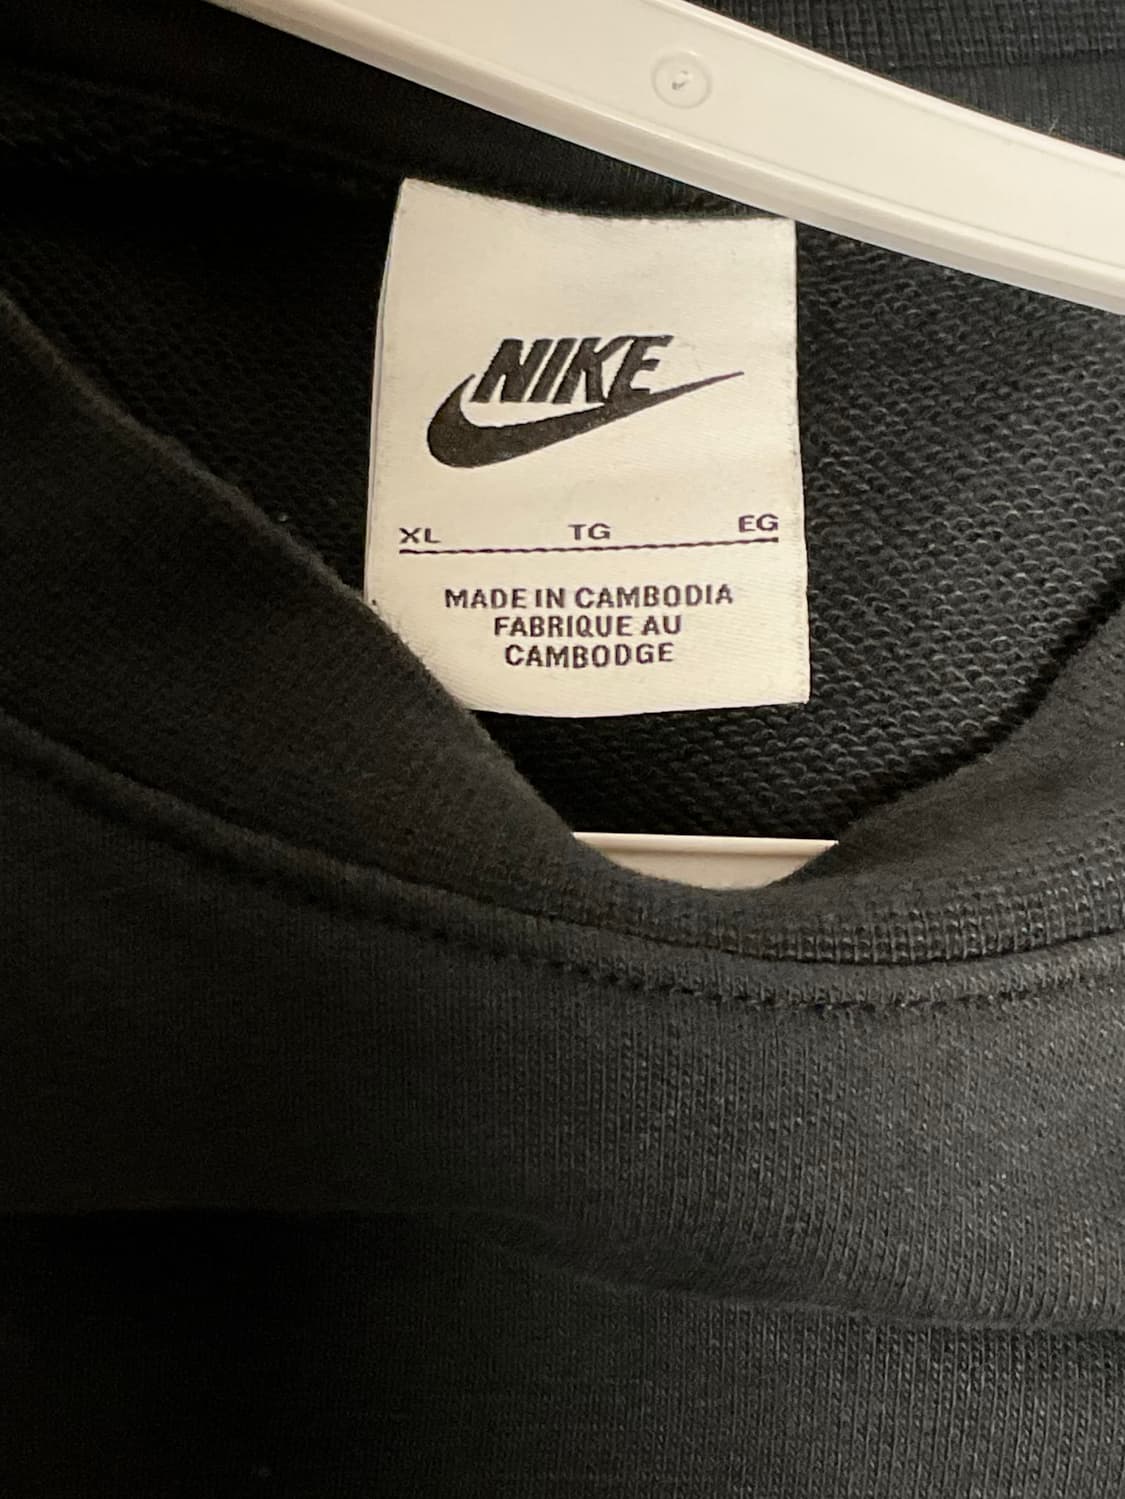 NIKE
XL TG EG
MADE IN CAMBODIA
FABRIQUE AU
CAMBODGE